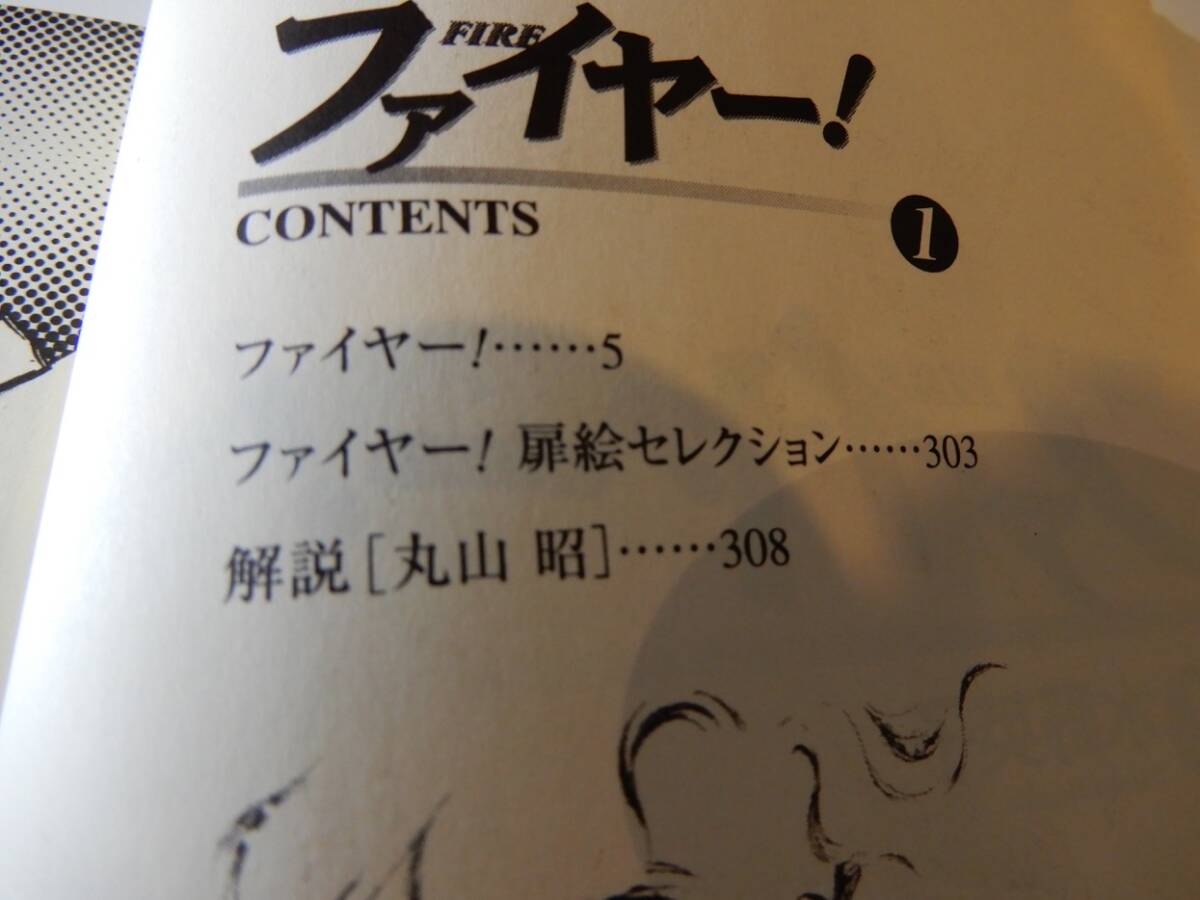 FIRE
ファイヤー!
CONTENTS
1
ファイヤー!……5
ファイヤー! 扉絵セレクション……303
解説[丸山 昭]……308